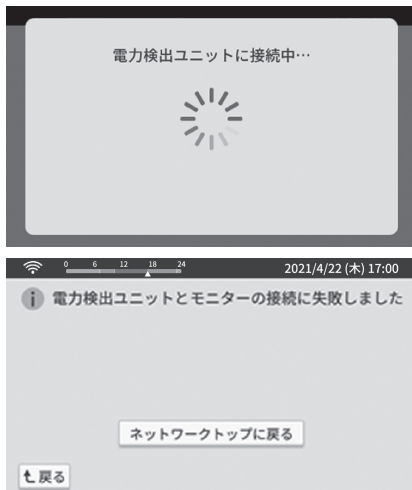 電力検出ユニットに接続中…
0 6 12 18 24
2021/4/22 (木) 17:00
電力検出ユニットとモニターの接続に失敗しました
ネットワークトップに戻る
戻る